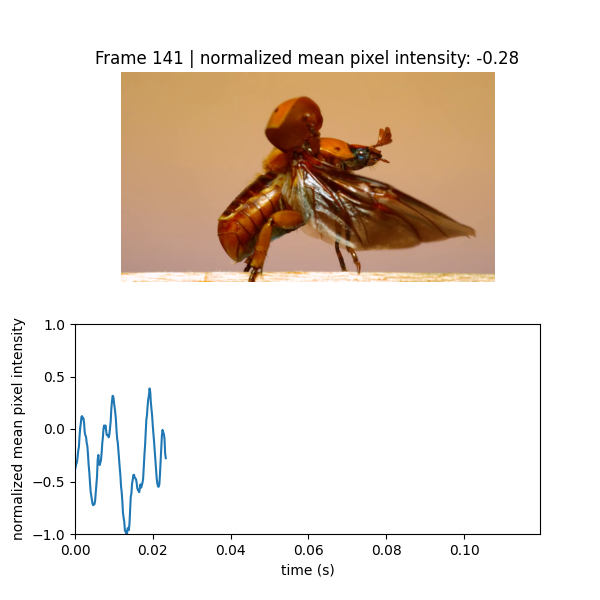 Frame 141 | normalized mean pixel intensity: -0.28
normalized mean pixel intensity
1.0
0.5
0.0
−0.5
−1.0
0.00 0.02 0.04 0.06 0.08 0.10
time (s)